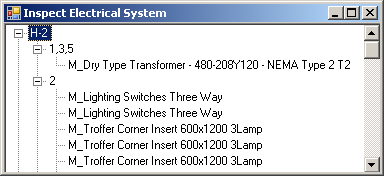 Inspect Electrical System
H-2
1,3,5
M_Dry Type Transformer - 480-208Y120 - NEMA Type 2 T2
2
M_Lighting Switches Three Way
M_Lighting Switches Three Way
M_Troffer Corner Insert 600x1200 3Lamp
M_Troffer Corner Insert 600x1200 3Lamp
M_Troffer Corner Insert 600x1200 3Lamp